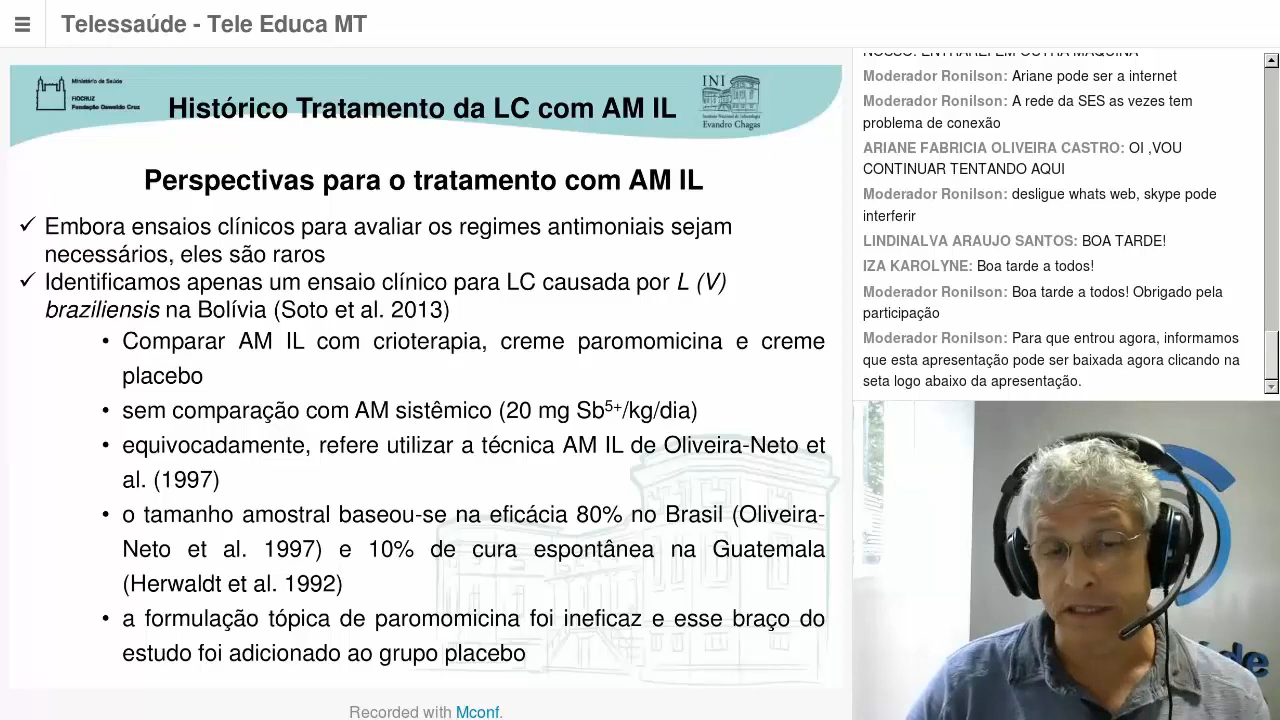 Telessaúde - Tele Educa MT
Ministério da Saúde
FIOCRUZ
Fundação Oswaldo Cruz
Histórico Tratamento da LC com AM IL
INI
Evandro Chagas
Perspectivas para o tratamento com AM IL
✓ Embora ensaios clínicos para avaliar os regimes antimoniais sejam
necessários, eles são raros
✓ Identificamos apenas um ensaio clínico para LC causada por L (V)
braziliensis na Bolívia (Soto et al. 2013)
• Comparar AM IL com crioterapia, creme paromomicina e creme
placebo
• sem comparação com AM sistêmico (20 mg Sb5+/kg/dia)
• equivocadamente, refere utilizar a técnica AM IL de Oliveira-Neto et
al. (1997)
• o tamanho amostral baseou-se na eficácia 80% no Brasil (Oliveira-
Neto et al. 1997) e 10% de cura espontânea na Guatemala
(Herwaldt et al. 1992)
• a formulação tópica de paromomicina foi ineficaz e esse braço do
estudo foi adicionado ao grupo placebo
Recorded with Mconf.
Moderador Ronilson: Ariane pode ser a internet
Moderador Ronilson: A rede da SES as vezes tem
problema de conexão
ARIANE FABRICIA OLIVEIRA CASTRO: OI ,VOU
CONTINUAR TENTANDO AQUI
Moderador Ronilson: desligue whats web, skype pode
interferir
LINDINALVA ARAUJO SANTOS: BOA TARDE!
IZA KAROLYNE: Boa tarde a todos!
Moderador Ronilson: Boa tarde a todos! Obrigado pela
participação
Moderador Ronilson: Para que entrou agora, informamos
que esta apresentação pode ser baixada agora clicando na
seta logo abaixo da apresentação.